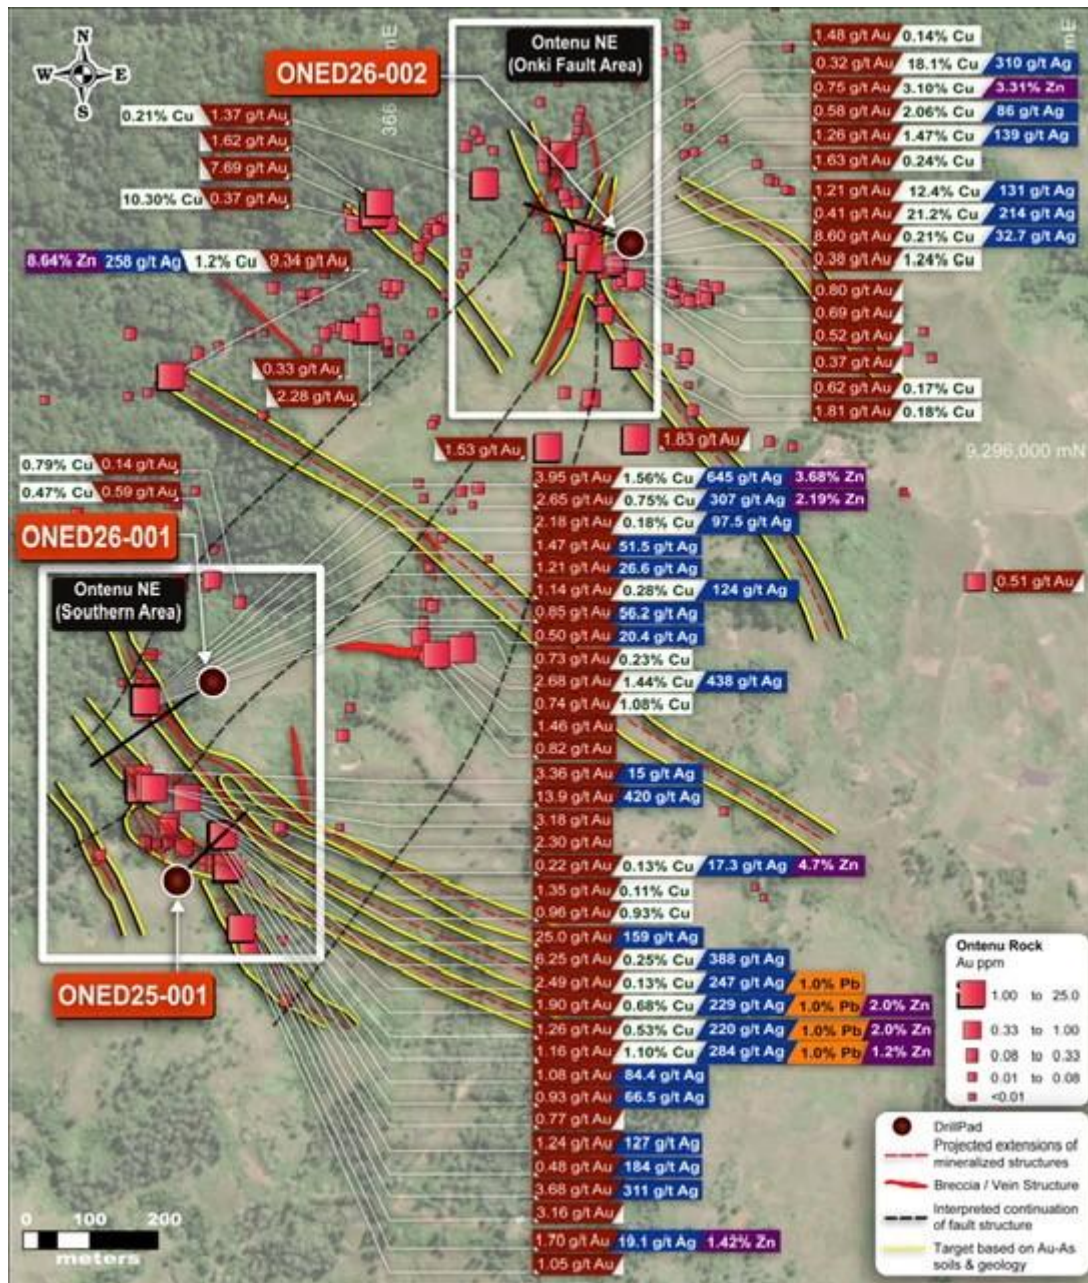 N
W E
S
366
mE
mE
ONED26-002
Ontenu NE
(Onki Fault Area)
1.48 g/t Au 0.14% Cu
0.32 g/t Au 18.1% Cu 310 g/t Ag
0.75 g/t Au 3.10% Cu 3.31% Zn
0.58 g/t Au 2.06% Cu 86 g/t Ag
1.26 g/t Au 1.47% Cu 139 g/t Ag
1.63 g/t Au 0.24% Cu
1.21 g/t Au 12.4% Cu 131 g/t Ag
0.41 g/t Au 21.2% Cu 214 g/t Ag
8.60 g/t Au 0.21% Cu 32.7 g/t Ag
0.38 g/t Au 1.24% Cu
0.80 g/t Au
0.69 g/t Au
0.52 g/t Au
0.37 g/t Au
0.62 g/t Au 0.17% Cu
1.81 g/t Au 0.18% Cu
0.21% Cu 1.37 g/t Au
1.62 g/t Au
7.69 g/t Au
10.30% Cu 0.37 g/t Au
8.64% Zn 258 g/t Ag 1.2% Cu 9.34 g/t Au
0.33 g/t Au
2.28 g/t Au
1.53 g/t Au
1.83 g/t Au
9,296,000 mN
0.79% Cu 0.14 g/t Au
0.47% Cu 0.59 g/t Au
ONED26-001
Ontenu NE
(Southern Area)
3.95 g/t Au 1.56% Cu 645 g/t Ag 3.68% Zn
2.65 g/t Au 0.75% Cu 307 g/t Ag 2.19% Zn
2.18 g/t Au 0.18% Cu 97.5 g/t Ag
1.47 g/t Au 51.5 g/t Ag
1.21 g/t Au 26.6 g/t Ag
1.14 g/t Au 0.28% Cu 124 g/t Ag
0.85 g/t Au 56.2 g/t Ag
0.50 g/t Au 20.4 g/t Ag
0.73 g/t Au 0.23% Cu
2.68 g/t Au 1.44% Cu 438 g/t Ag
0.74 g/t Au 1.08% Cu
1.46 g/t Au
0.82 g/t Au
3.36 g/t Au 15 g/t Ag
13.9 g/t Au 420 g/t Ag
3.18 g/t Au
2.30 g/t Au
0.22 g/t Au 0.13% Cu 17.3 g/t Ag 4.7% Zn
1.35 g/t Au 0.11% Cu
0.96 g/t Au 0.93% Cu
25.0 g/t Au 159 g/t Ag
6.25 g/t Au 0.25% Cu 388 g/t Ag
2.49 g/t Au 0.13% Cu 247 g/t Ag 1.0% Pb
1.90 g/t Au 0.68% Cu 229 g/t Ag 1.0% Pb 2.0% Zn
1.26 g/t Au 0.53% Cu 220 g/t Ag 1.0% Pb 2.0% Zn
1.16 g/t Au 1.10% Cu 284 g/t Ag 1.0% Pb 1.2% Zn
1.08 g/t Au 84.4 g/t Ag
0.93 g/t Au 66.5 g/t Ag
0.77 g/t Au
1.24 g/t Au 127 g/t Ag
0.48 g/t Au 184 g/t Ag
3.68 g/t Au 311 g/t Ag
3.16 g/t Au
1.70 g/t Au 19.1 g/t Ag 1.42% Zn
1.05 g/t Au
0.51 g/t Au
ONED25-001
Ontenu Rock
Au ppm
1.00 to 25.0
0.33 to 1.00
0.08 to 0.33
0.01 to 0.08
<0.01
DrillPad
Projected extensions of
mineralized structures
Breccia / Vein Structure
Interpreted continuation
of fault structure
Target based on Au-As
soils & geology
0 100 200
meters